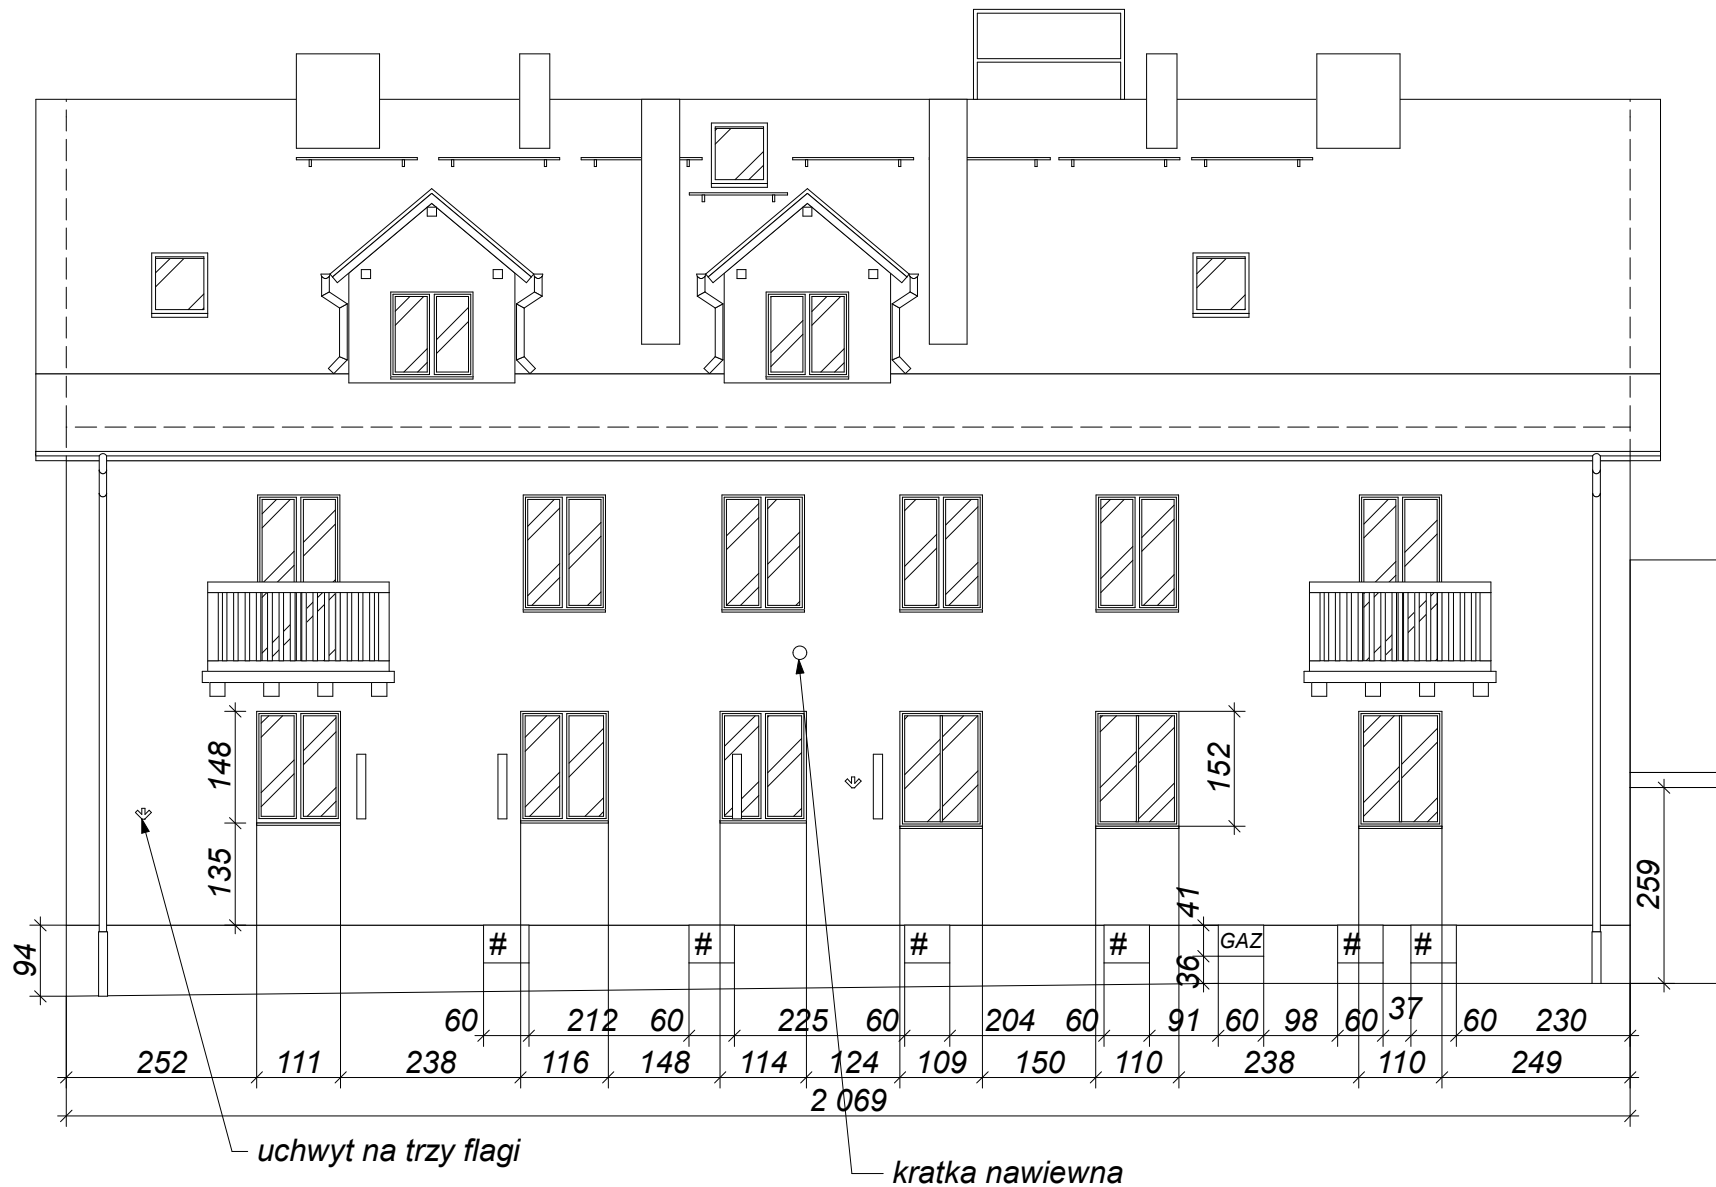 148
152
135
41
259
94
# # # # GAZ # #
36
37
60 212 60 225 60 204 60 91 60 98 60 60 230
252 111 238 116 148 114 124 109 150 110 238 110 249
2 069
uchwyt na trzy flagi
kratka nawiewna